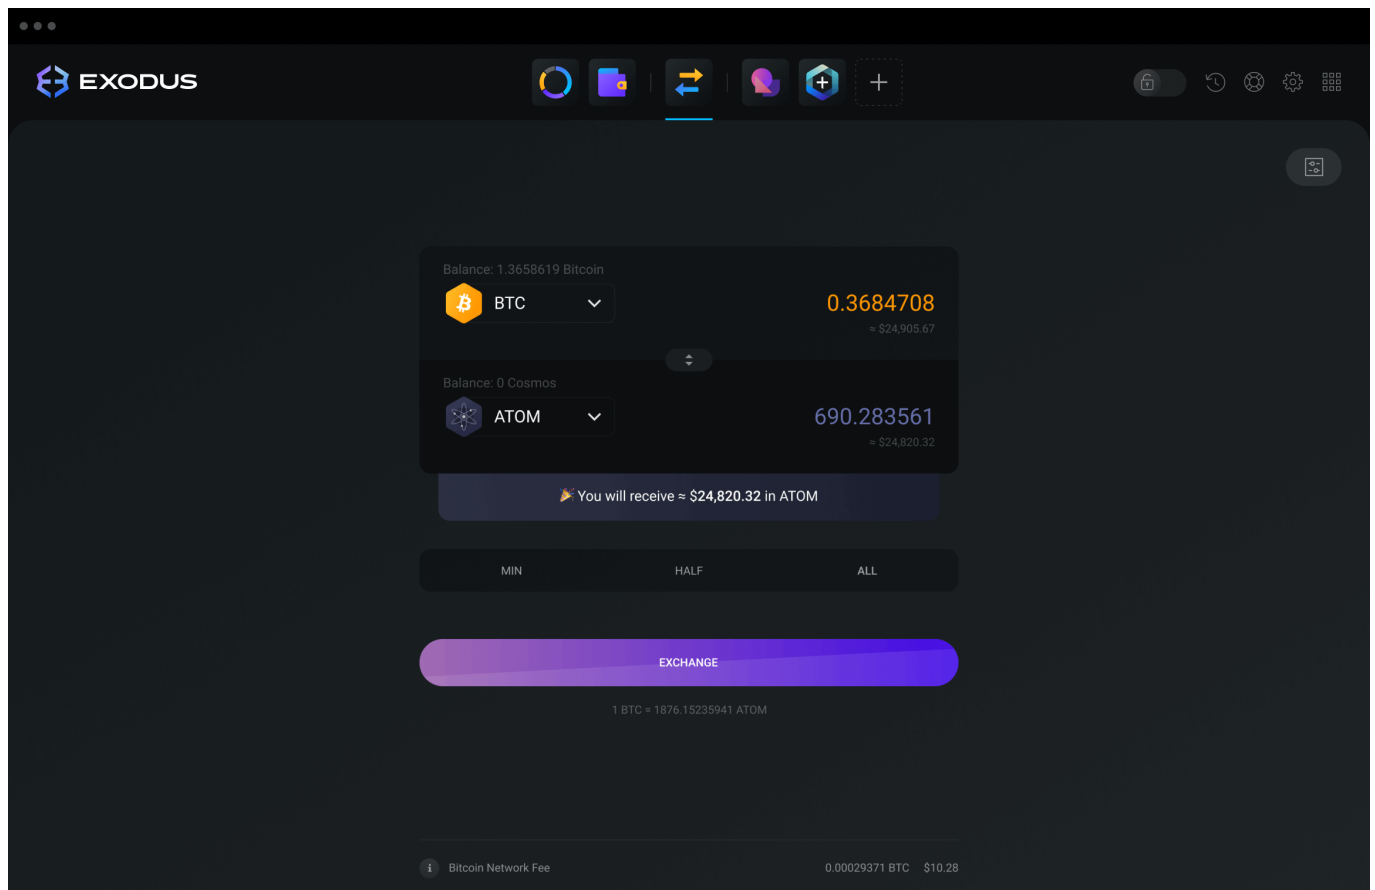 EXODUS
Balance: 1.3658619 Bitcoin
BTC
0.3684708
≈ $24,905.67
Balance: 0 Cosmos
ATOM
690.283561
≈ $24,820.32
🎉 You will receive ≈ $24,820.32 in ATOM
MIN HALF ALL
EXCHANGE
1 BTC = 1876.15235941 ATOM
i Bitcoin Network Fee 0.00029371 BTC $10.28